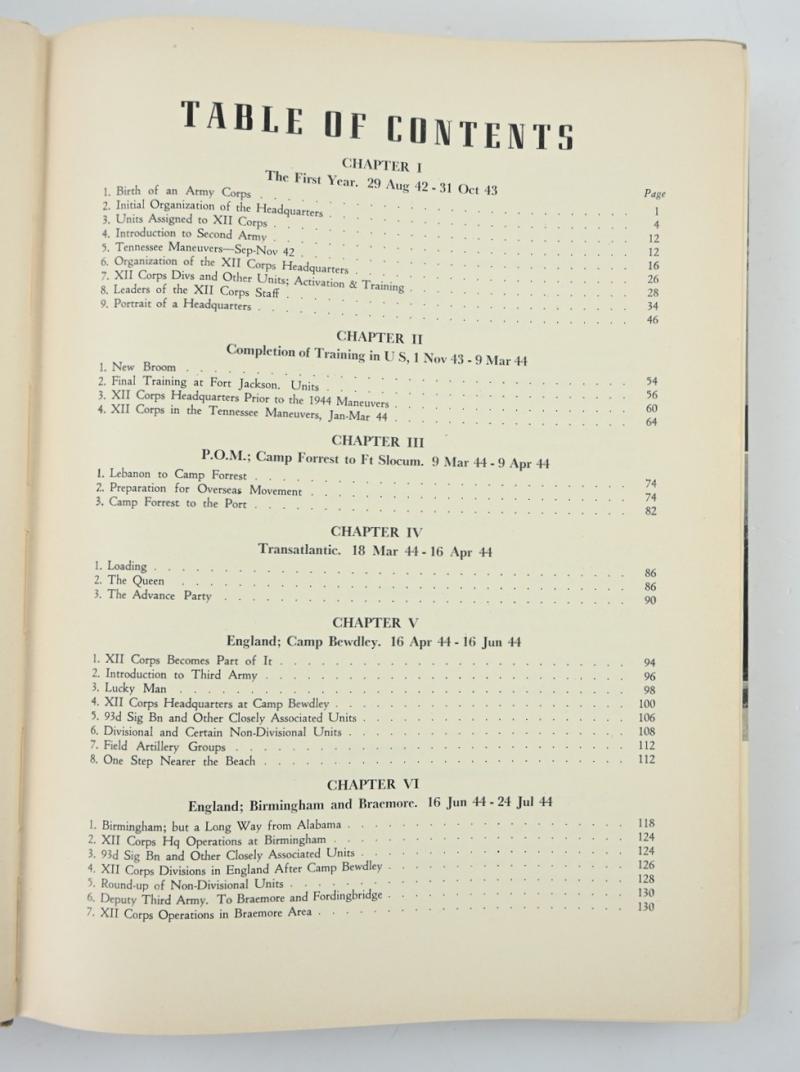 TABLE OF CONTENTS
CHAPTER I
The First Year. 29 Aug 42 - 31 Oct 43
Page
1. Birth of an Army Corps . . . 1
2. Initial Organization of the Headquarters . . . 4
3. Units Assigned to XII Corps . . . 12
4. Introduction to Second Army . . . 12
5. Tennessee Maneuvers—Sep-Nov 42 . . . 16
6. Organization of the XII Corps Headquarters . . . 26
7. XII Corps Divs and Other Units; Activation & Training . . . 28
8. Leaders of the XII Corps Staff . . . 34
9. Portrait of a Headquarters . . . 46
CHAPTER II
Completion of Training in U S, 1 Nov 43 - 9 Mar 44
1. New Broom . . . 54
2. Final Training at Fort Jackson. Units . . . 56
3. XII Corps Headquarters Prior to the 1944 Maneuvers . . . 60
4. XII Corps in the Tennessee Maneuvers, Jan-Mar 44 . . . 64
CHAPTER III
P.O.M.; Camp Forrest to Ft Slocum. 9 Mar 44 - 9 Apr 44
1. Lebanon to Camp Forrest . . . 74
2. Preparation for Overseas Movement . . . 74
3. Camp Forrest to the Port . . . 82
CHAPTER IV
Transatlantic. 18 Mar 44 - 16 Apr 44
1. Loading . . . 86
2. The Queen . . . 86
3. The Advance Party . . . 90
CHAPTER V
England; Camp Bewdley. 16 Apr 44 - 16 Jun 44
1. XII Corps Becomes Part of It . . . 94
2. Introduction to Third Army . . . 96
3. Lucky Man . . . 98
4. XII Corps Headquarters at Camp Bewdley . . . 100
5. 93d Sig Bn and Other Closely Associated Units . . . 106
6. Divisional and Certain Non-Divisional Units . . . 108
7. Field Artillery Groups . . . 112
8. One Step Nearer the Beach . . . 112
CHAPTER VI
England; Birmingham and Braemore. 16 Jun 44 - 24 Jul 44
1. Birmingham; but a Long Way from Alabama . . . 118
2. XII Corps Hq Operations at Birmingham . . . 124
3. 93d Sig Bn and Other Closely Associated Units . . . 124
4. XII Corps Divisions in England After Camp Bewdley . . . 126
5. Round-up of Non-Divisional Units . . . 128
6. Deputy Third Army. To Braemore and Fordingbridge . . . 130
7. XII Corps Operations in Braemore Area . . . 130